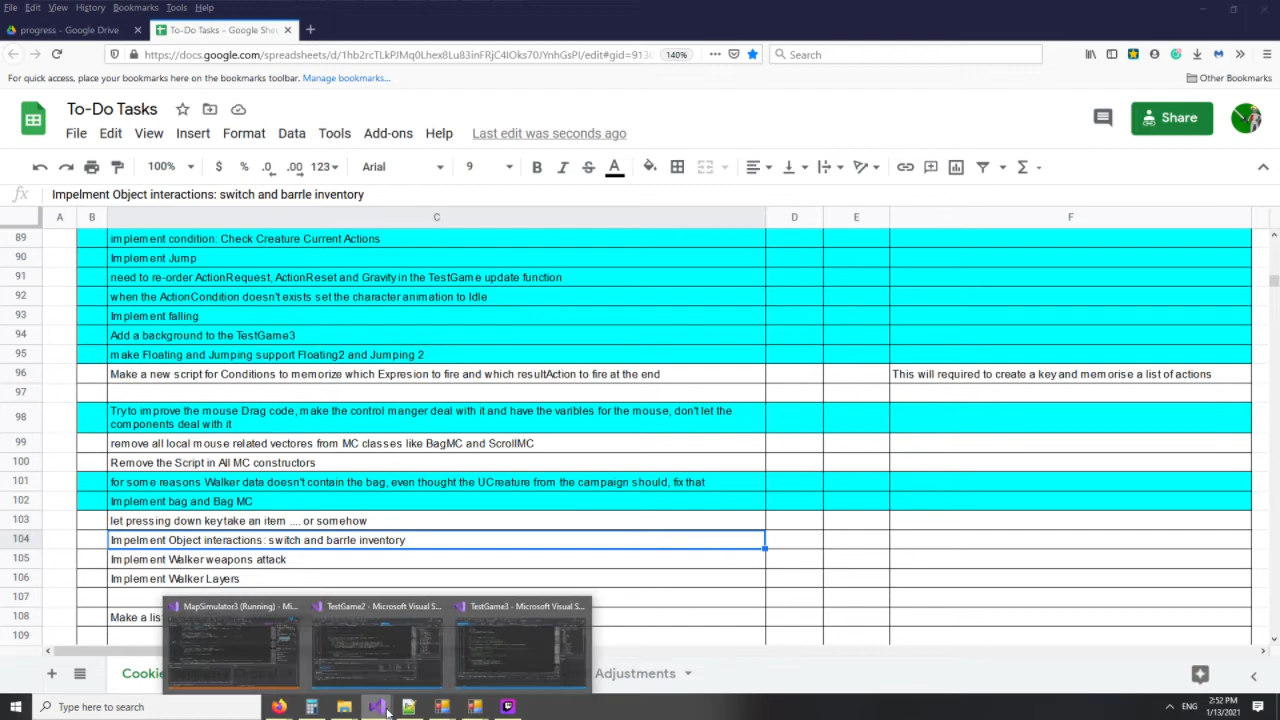 File Edit View History Bookmarks Tools Help
progress - Google Drive
To-Do Tasks - Google She
https://docs.google.com/spreadsheets/d/1hb2rcTLkPJMq0Lhex8Lu83inFRjC4IOks70JYnhGsPI/edit#gid=913 140% Search
For quick access, place your bookmarks here on the bookmarks toolbar. Manage bookmarks... Other Bookmarks
To-Do Tasks
File Edit View Insert Format Data Tools Add-ons Help Last edit was seconds ago
Share
100% $ % .0 .00 123 Arial 9 B I S A
fx Impelment Object interactions: switch and barrle inventory
A B C D E F
89 implement condition: Check Creature Current Actions
90 Implement Jump
91 need to re-order ActionRequest, ActionReset and Gravity in the TestGame update function
92 when the ActionCondition doesn't exists set the character animation to Idle
93 Implement falling
94 Add a background to the TestGame3
95 make Floating and Jumping support Floating2 and Jumping 2
96 Make a new script for Conditions to memorize which Expresion to fire and which resultAction to fire at the end This will required to create a key and memorise a list of actions
97
98 Try to improve the mouse Drag code, make the control manger deal with it and have the varibles for the mouse, don't let the
components deal with it
99 remove all local mouse related vectores from MC classes like BagMC and ScrollMC
100 Remove the Script in All MC constructors
101 for some reasons Walker data doesn't contain the bag, even thought the UCreature from the campaign should, fix that
102 Implement bag and Bag MC
103 let pressing down key take an item .... or somehow
104 Impelment Object interactions: switch and barrle inventory
105 Implement Walker weapons attack
106 Implement Walker Layers
107
MapSimulator3 (Running) - Mi... TestGame2 - Microsoft Visual S... TestGame3 - Microsoft Visual S...
108 Make a lis
109
Cookie Adjustments
Type here to search
ENG
2:52 PM
1/13/2021